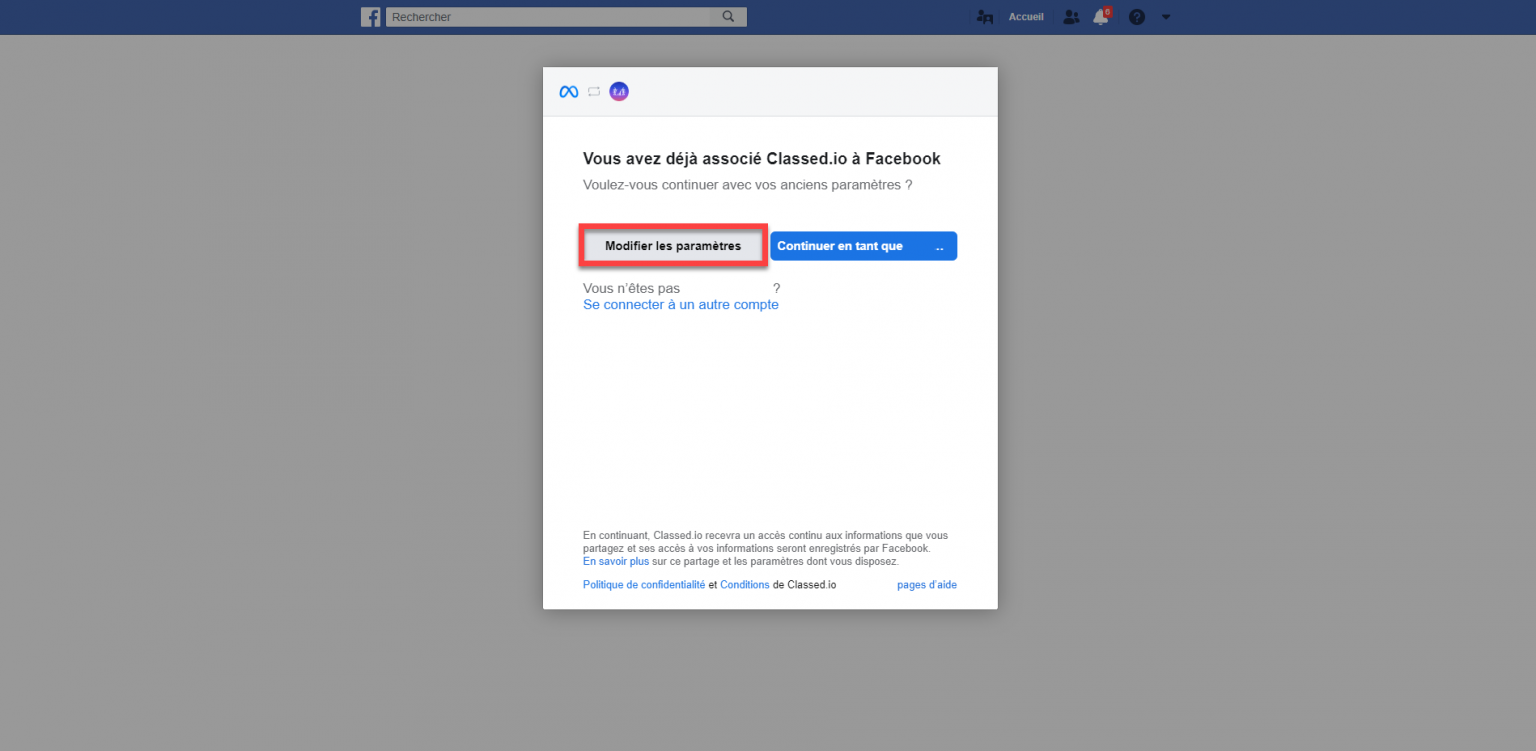 Rechercher
Accueil
6
Vous avez déjà associé Classed.io à Facebook
Voulez-vous continuer avec vos anciens paramètres ?
Modifier les paramètres
Continuer en tant que ..
Vous n'êtes pas ?
Se connecter à un autre compte
En continuant, Classed.io recevra un accès continu aux informations que vous
partagez et ses accès à vos informations seront enregistrés par Facebook.
En savoir plus sur ce partage et les paramètres dont vous disposez.
Politique de confidentialité et Conditions de Classed.io
pages d'aide